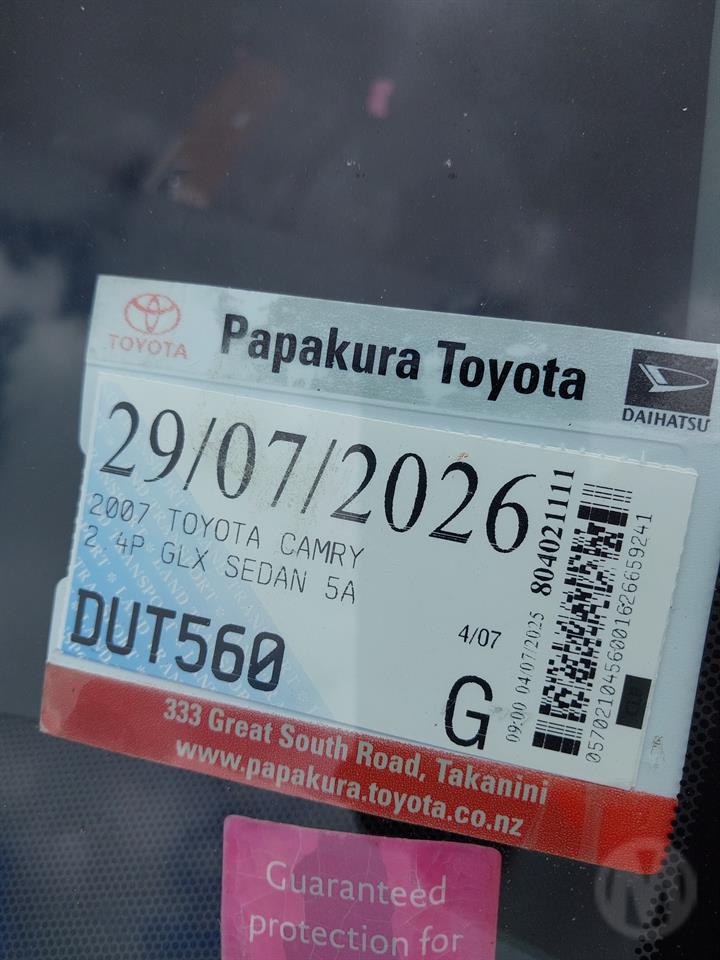 TOYOTA
Papakura Toyota
DAIHATSU
29/07/2026
2007 TOYOTA CAMRY
2 4P GLX SEDAN 5A
DUT560
4/07
G
09:00 04/07/2025
804021111
0570210456001626659241
333 Great South Road, Takanini
www.papakura.toyota.co.nz
Guaranteed
protection for
M